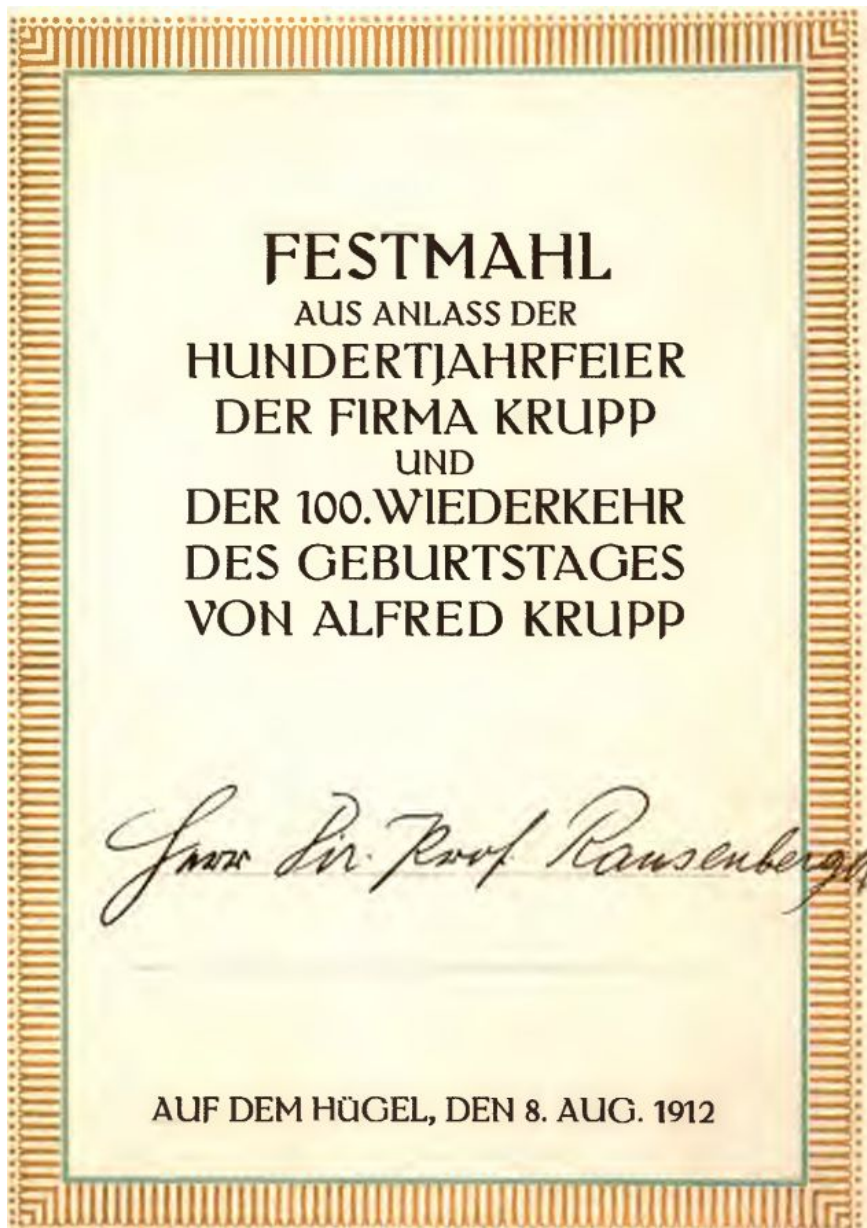 FESTMAHL
AUS ANLASS DER
HUNDERTJAHRFEIER
DER FIRMA KRUPP
UND
DER 100. WIEDERKEHR
DES GEBURTSTAGES
VON ALFRED KRUPP
Herr Dir. Prof. Rausenberger
AUF DEM HÜGEL, DEN 8. AUG. 1912